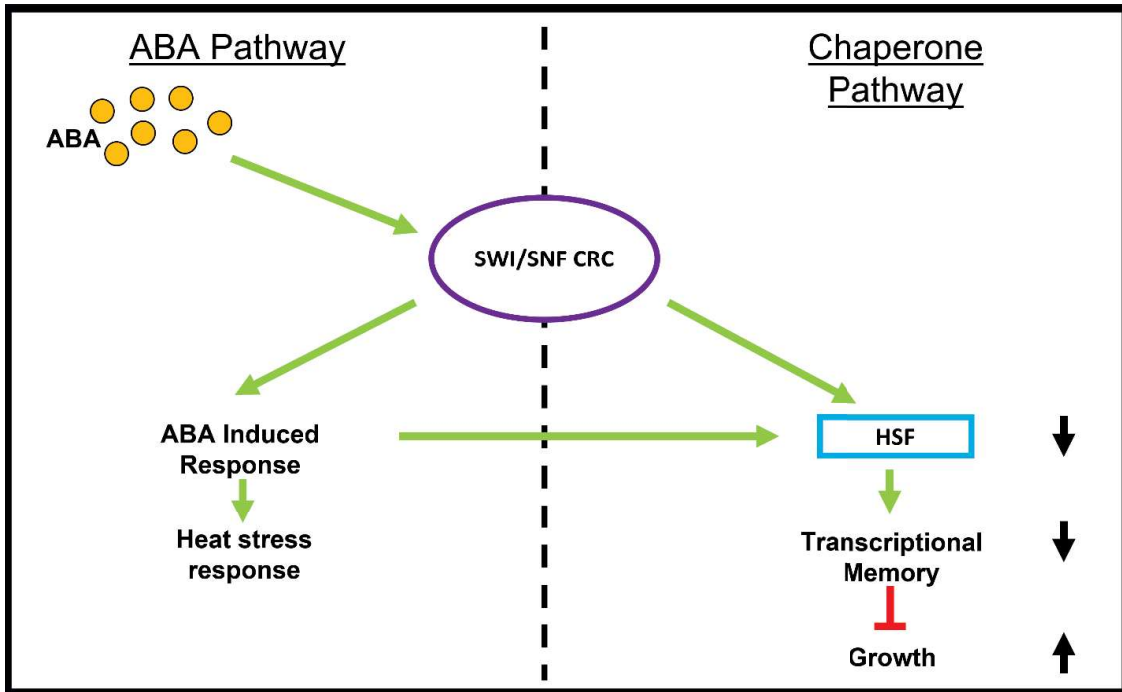 ABA Pathway
Chaperone
Pathway
ABA
SWI/SNF CRC
ABA Induced
Response
HSF
Heat stress
response
Transcriptional
Memory
Growth